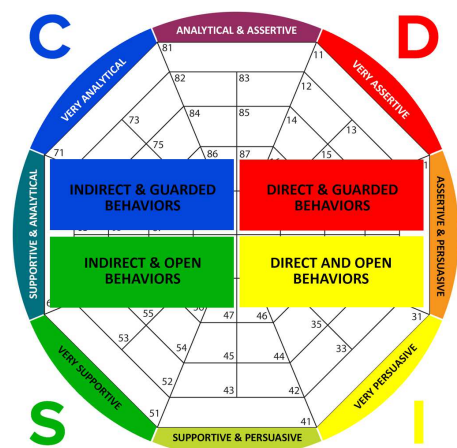 C
D
ANALYTICAL & ASSERTIVE
81
11
VERY ANALYTICAL
VERY ASSERTIVE
82
83
12
84
85
14
73
13
75
86
87
15
71
SUPPORTIVE & ANALYTICAL
ASSERTIVE & PERSUASIVE
INDIRECT & GUARDED
BEHAVIORS
DIRECT & GUARDED
BEHAVIORS
INDIRECT & OPEN
BEHAVIORS
DIRECT AND OPEN
BEHAVIORS
55
47
46
35
31
53
54
45
44
33
52
43
42
51
41
VERY SUPPORTIVE
VERY PERSUASIVE
SUPPORTIVE & PERSUASIVE
S
I